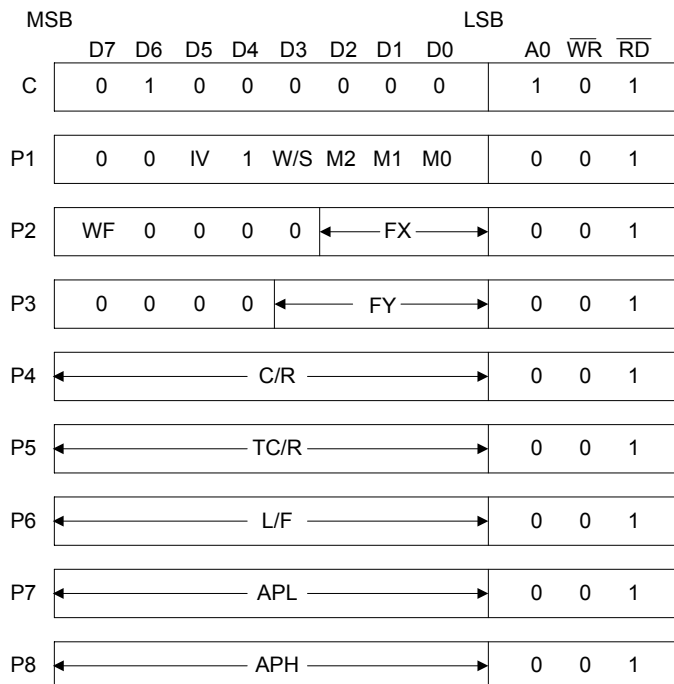 MSB LSB
D7 D6 D5 D4 D3 D2 D1 D0 A0 W̅R̅ R̅D̅
C 0 1 0 0 0 0 0 0 1 0 1
P1 0 0 IV 1 W/S M2 M1 M0 0 0 1
P2 WF 0 0 0 0 FX 0 0 1
P3 0 0 0 0 FY 0 0 1
P4 C/R 0 0 1
P5 TC/R 0 0 1
P6 L/F 0 0 1
P7 APL 0 0 1
P8 APH 0 0 1